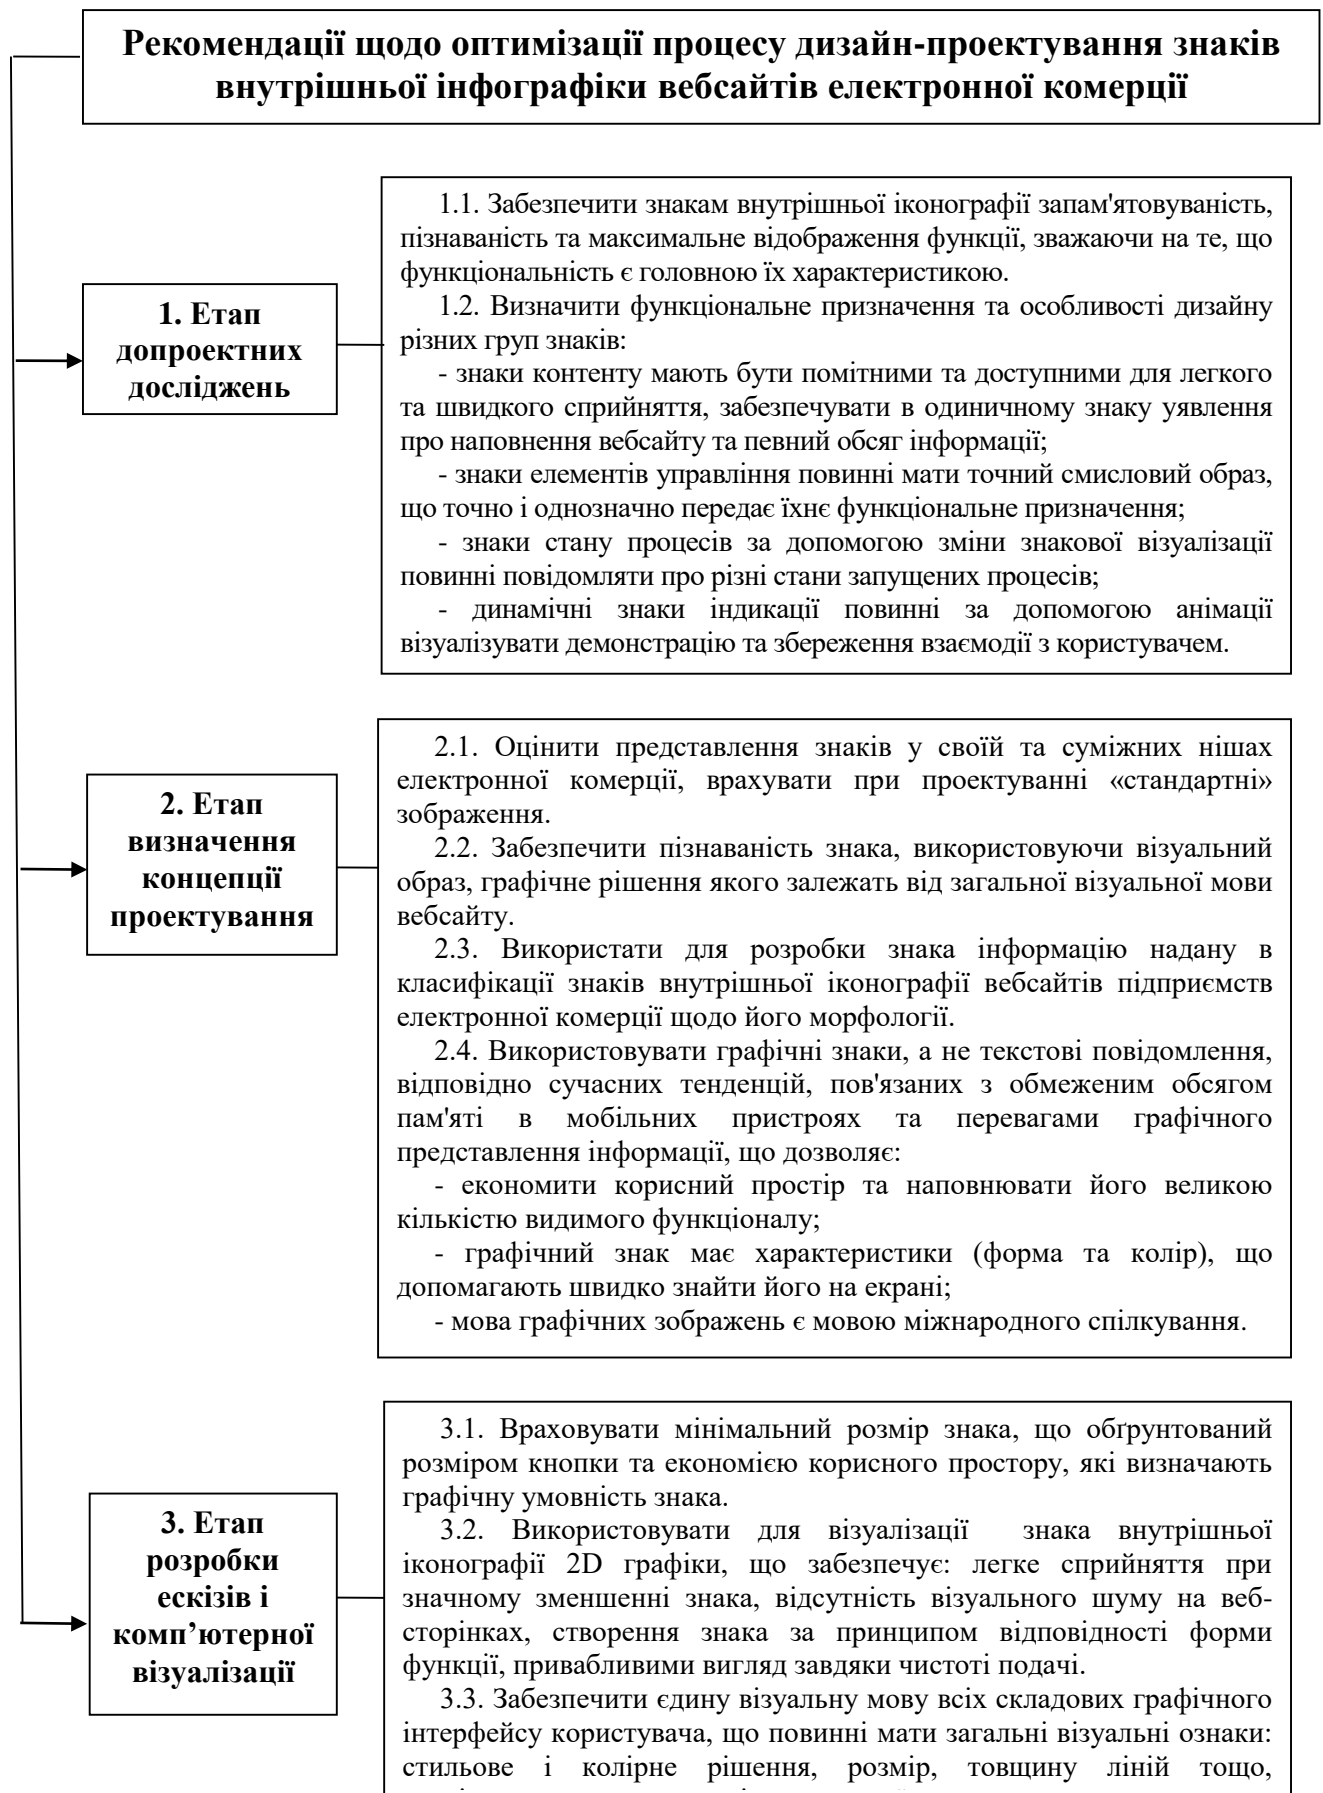 Рекомендації щодо оптимізації процесу дизайн-проектування знаків
внутрішньої інфографіки вебсайтів електронної комерції
1. Етап
допроектних
досліджень
1.1. Забезпечити знакам внутрішньої іконографії запам'ятовуваність,
пізнаваність та максимальне відображення функції, зважаючи на те, що
функціональність є головною їх характеристикою.
1.2. Визначити функціональне призначення та особливості дизайну
різних груп знаків:
- знаки контенту мають бути помітними та доступними для легкого
та швидкого сприйняття, забезпечувати в одиничному знаку уявлення
про наповнення вебсайту та певний обсяг інформації;
- знаки елементів управління повинні мати точний смисловий образ,
що точно і однозначно передає їхнє функціональне призначення;
- знаки стану процесів за допомогою зміни знакової візуалізації
повинні повідомляти про різні стани запущених процесів;
- динамічні знаки індикації повинні за допомогою анімації
візуалізувати демонстрацію та збереження взаємодії з користувачем.
2. Етап
визначення
концепції
проектування
2.1. Оцінити представлення знаків у своїй та суміжних нішах
електронної комерції, врахувати при проектуванні «стандартні»
зображення.
2.2. Забезпечити пізнаваність знака, використовуючи візуальний
образ, графічне рішення якого залежать від загальної візуальної мови
вебсайту.
2.3. Використати для розробки знака інформацію надану в
класифікації знаків внутрішньої іконографії вебсайтів підприємств
електронної комерції щодо його морфології.
2.4. Використовувати графічні знаки, а не текстові повідомлення,
відповідно сучасних тенденцій, пов'язаних з обмеженим обсягом
пам'яті в мобільних пристроях та перевагами графічного
представлення інформації, що дозволяє:
- економити корисний простір та наповнювати його великою
кількістю видимого функціоналу;
- графічний знак має характеристики (форма та колір), що
допомагають швидко знайти його на екрані;
- мова графічних зображень є мовою міжнародного спілкування.
3. Етап
розробки
ескізів і
комп’ютерної
візуалізації
3.1. Враховувати мінімальний розмір знака, що обґрунтований
розміром кнопки та економією корисного простору, які визначають
графічну умовність знака.
3.2. Використовувати для візуалізації знака внутрішньої
іконографії 2D графіки, що забезпечує: легке сприйняття при
значному зменшенні знака, відсутність візуального шуму на веб-
сторінках, створення знака за принципом відповідності форми
функції, привабливими вигляд завдяки чистоті подачі.
3.3. Забезпечити єдину візуальну мову всіх складових графічного
інтерфейсу користувача, що повинні мати загальні візуальні ознаки:
стильове і колірне рішення, розмір, товщину ліній тощо,